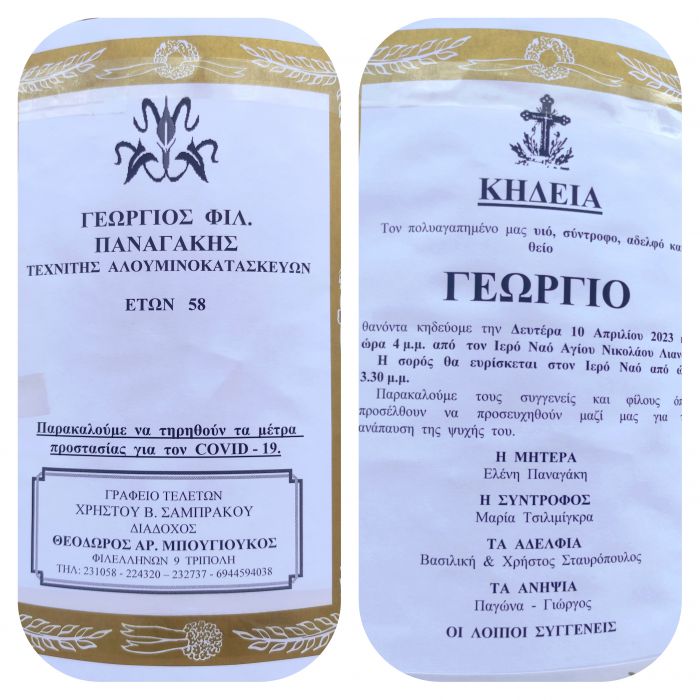 ΓΕΩΡΓΙΟΣ ΦΙΛ.
ΠΑΝΑΓΑΚΗΣ
ΤΕΧΝΙΤΗΣ ΑΛΟΥΜΙΝΟΚΑΤΑΣΚΕΥΩΝ
ΕΤΩΝ 58
Παρακαλούμε να τηρηθούν τα μέτρα
προστασίας για τον COVID - 19.
ΓΡΑΦΕΙΟ ΤΕΛΕΤΩΝ
ΧΡΗΣΤΟΥ Β. ΣΑΜΠΡΑΚΟΥ
ΔΙΑΔΟΧΟΣ
ΘΕΟΔΩΡΟΣ ΑΡ. ΜΠΟΥΓΙΟΥΚΟΣ
ΦΙΛΕΛΛΗΝΩΝ 9 ΤΡΙΠΟΛΗ
ΤΗΛ: 231058 - 224320 – 232737 - 6944594038
ΚΗΔΕΙΑ
Τον πολυαγαπημένο μας υιό, σύντροφο, αδελφό κα
θείο
ΓΕΩΡΓΙΟ
θανόντα κηδεύομε την Δευτέρα 10 Απριλίου 2023
ώρα 4 μ.μ. από τον Ιερό Ναό Αγίου Νικολάου Λιαν
Η σορός θα ευρίσκεται στον Ιερό Ναό από
3.30 μ.μ.
Παρακαλούμε τους συγγενείς και φίλους όπ
προσέλθουν να προσευχηθούν μαζί μας για
ανάπαυση της ψυχής του.
Η ΜΗΤΕΡΑ
Ελένη Παναγάκη
Η ΣΥΝΤΡΟΦΟΣ
Μαρία Τσιλιμίγκρα
ΤΑ ΑΔΕΛΦΙΑ
Βασιλική & Χρήστος Σταυρόπουλος
ΤΑ ΑΝΗΨΙΑ
Παγώνα - Γιώργος
ΟΙ ΛΟΙΠΟΙ ΣΥΓΓΕΝΕΙΣ